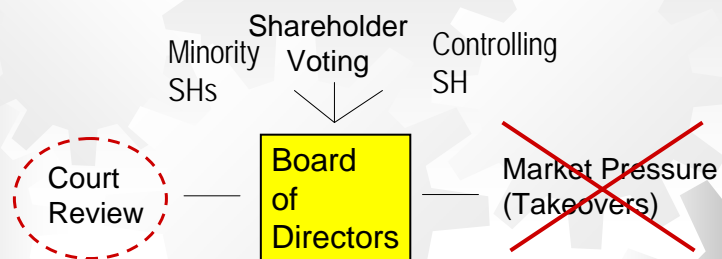 Shareholder
Voting
Minority
SHs
Controlling
SH
Court
Review
Board
of
Directors
Market Pressure
(Takeovers)